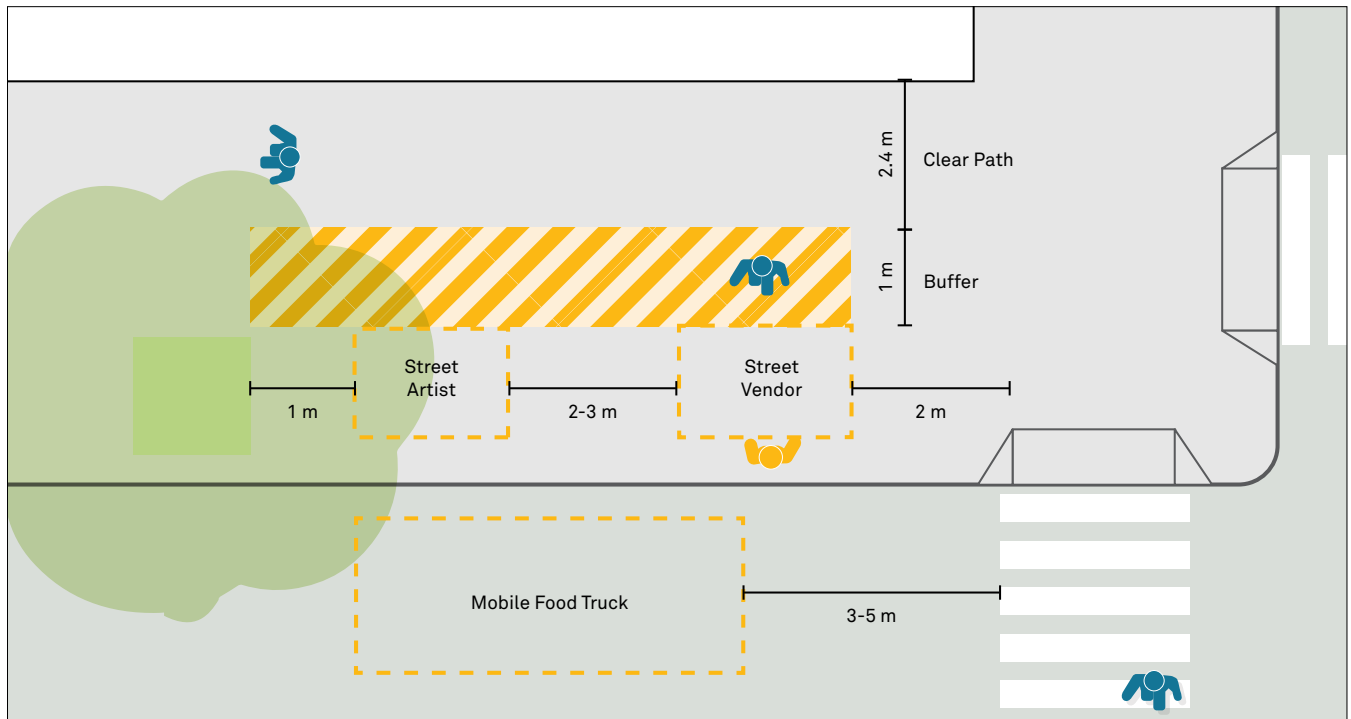 2.4 m
Clear Path
1 m
Buffer
Street
Artist
Street
Vendor
1 m
2-3 m
2 m
Mobile Food Truck
3-5 m